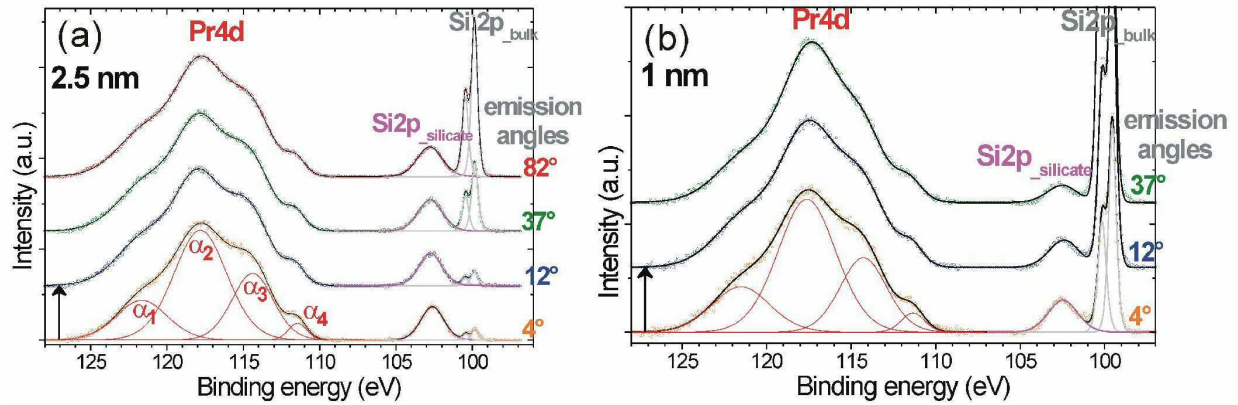 (a)
Pr4d
Si2p_bulk
2.5 nm
Si2p_silicate
emission
angles
82°
37°
12°
4°
α1
α2
α3
α4
Intensity (a.u.)
125 120 115 110 105 100
Binding energy (eV)
(b)
Pr4d
Si2p_bulk
1 nm
Si2p_silicate
emission
angles
37°
12°
4°
Intensity (a.u.)
125 120 115 110 105 100
Binding energy (eV)